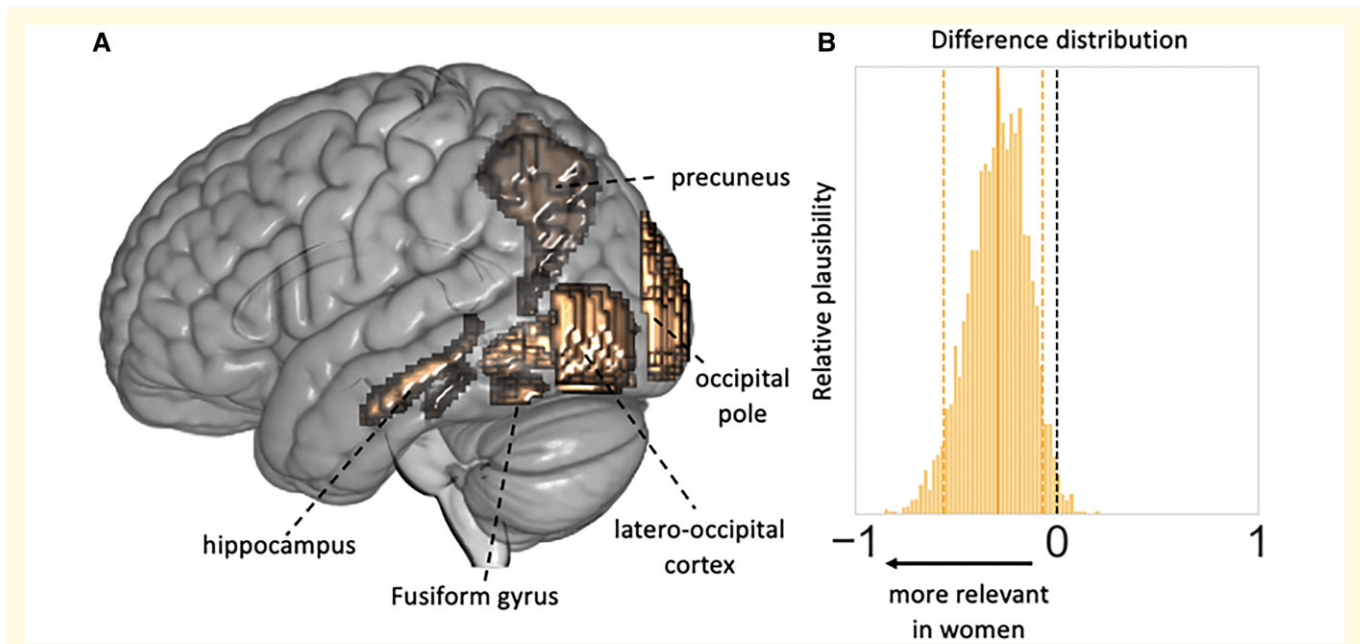 A
precuneus
occipital
pole
latero-occipital
cortex
hippocampus
Fusiform gyrus
B
Difference distribution
Relative plausibility
−1
0
1
more relevant
in women